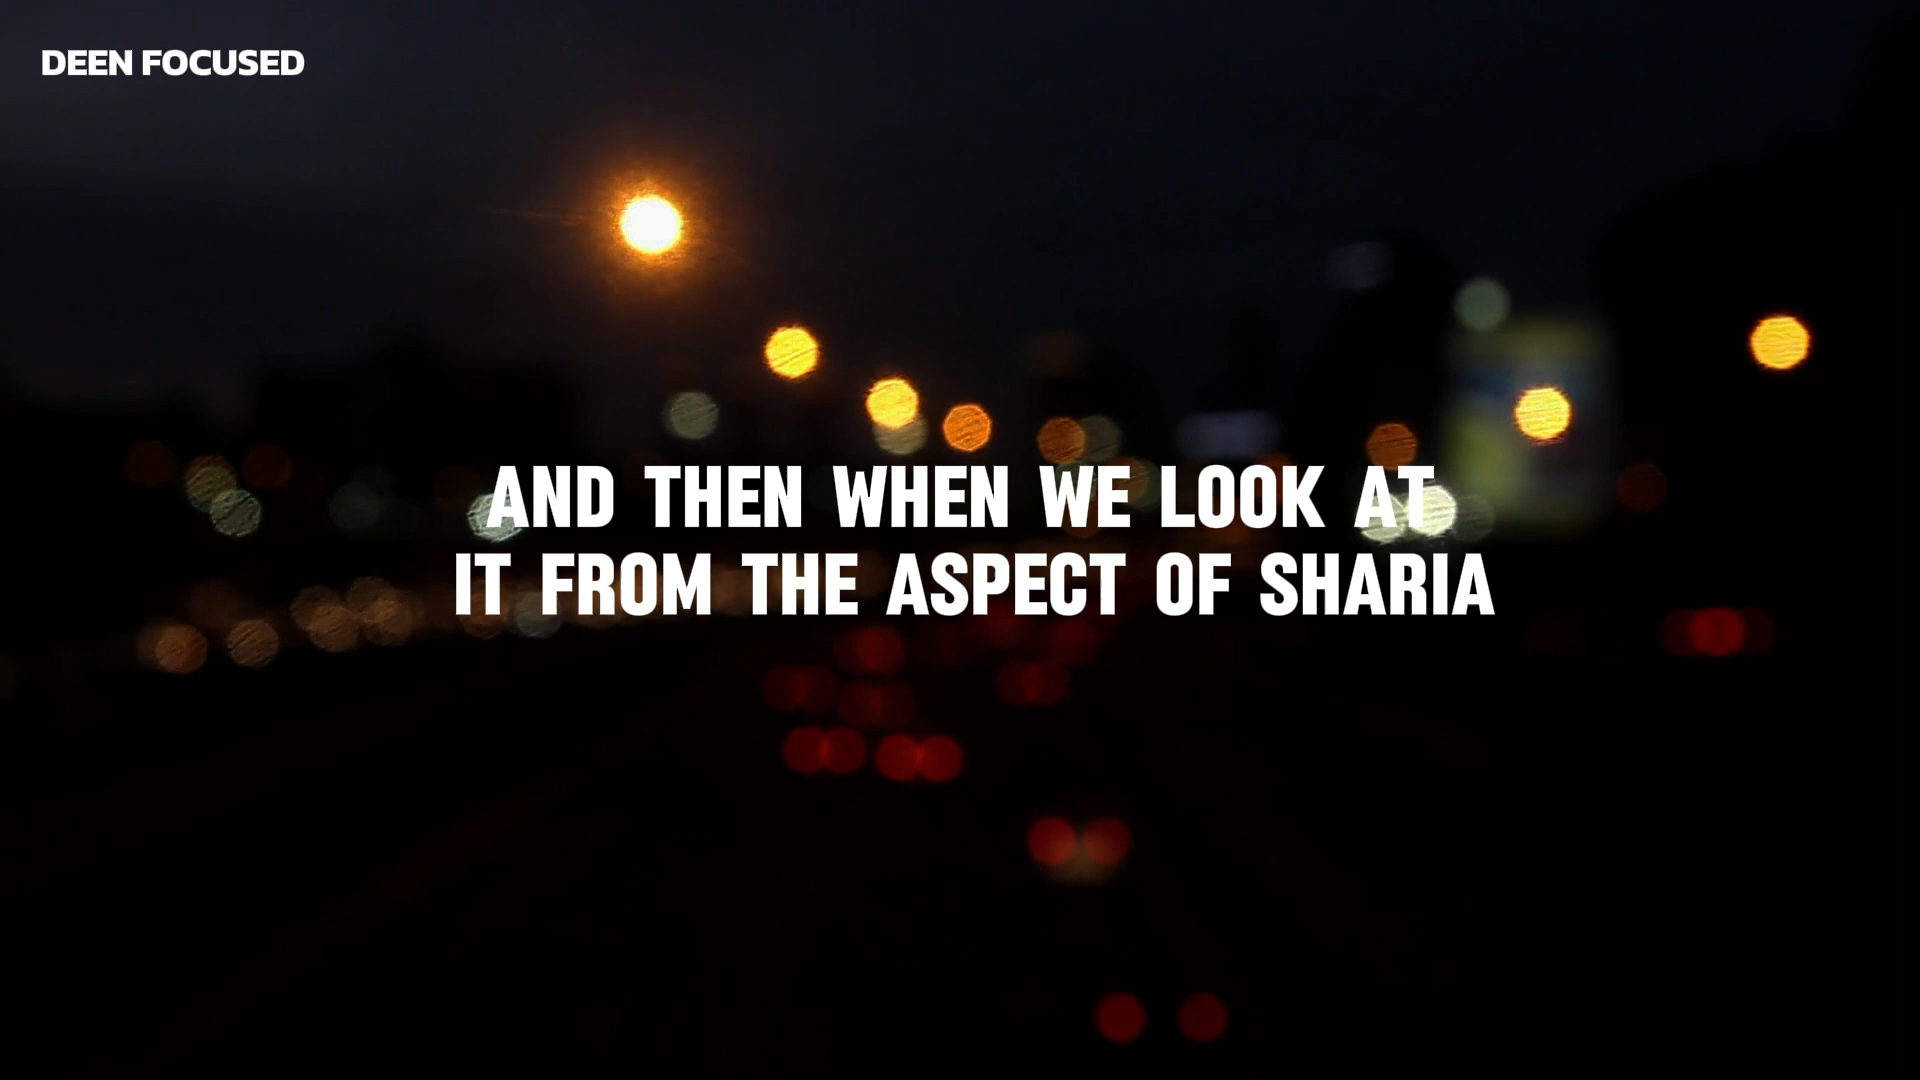 DEEN FOCUSED
AND THEN WHEN WE LOOK AT
IT FROM THE ASPECT OF SHARIA